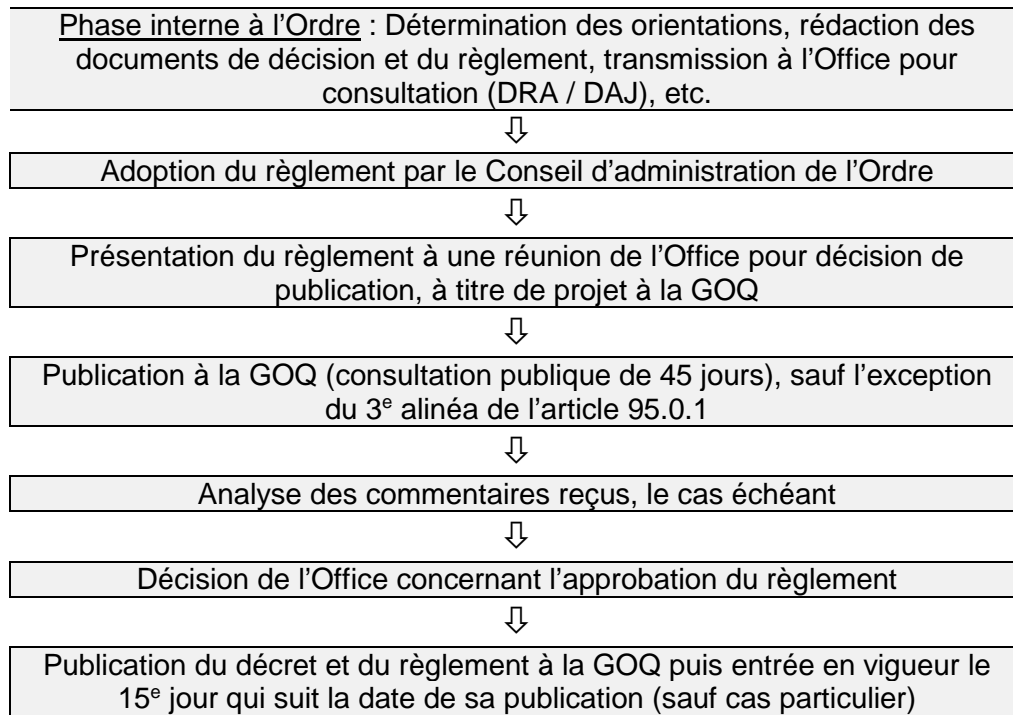 Phase interne à l’Ordre : Détermination des orientations, rédaction des
documents de décision et du règlement, transmission à l’Office pour
consultation (DRA / DAJ), etc.
⇩
Adoption du règlement par le Conseil d’administration de l’Ordre
⇩
Présentation du règlement à une réunion de l’Office pour décision de
publication, à titre de projet à la GOQ
⇩
Publication à la GOQ (consultation publique de 45 jours), sauf l’exception
du 3e alinéa de l’article 95.0.1
⇩
Analyse des commentaires reçus, le cas échéant
⇩
Décision de l’Office concernant l’approbation du règlement
⇩
Publication du décret et du règlement à la GOQ puis entrée en vigueur le
15e jour qui suit la date de sa publication (sauf cas particulier)